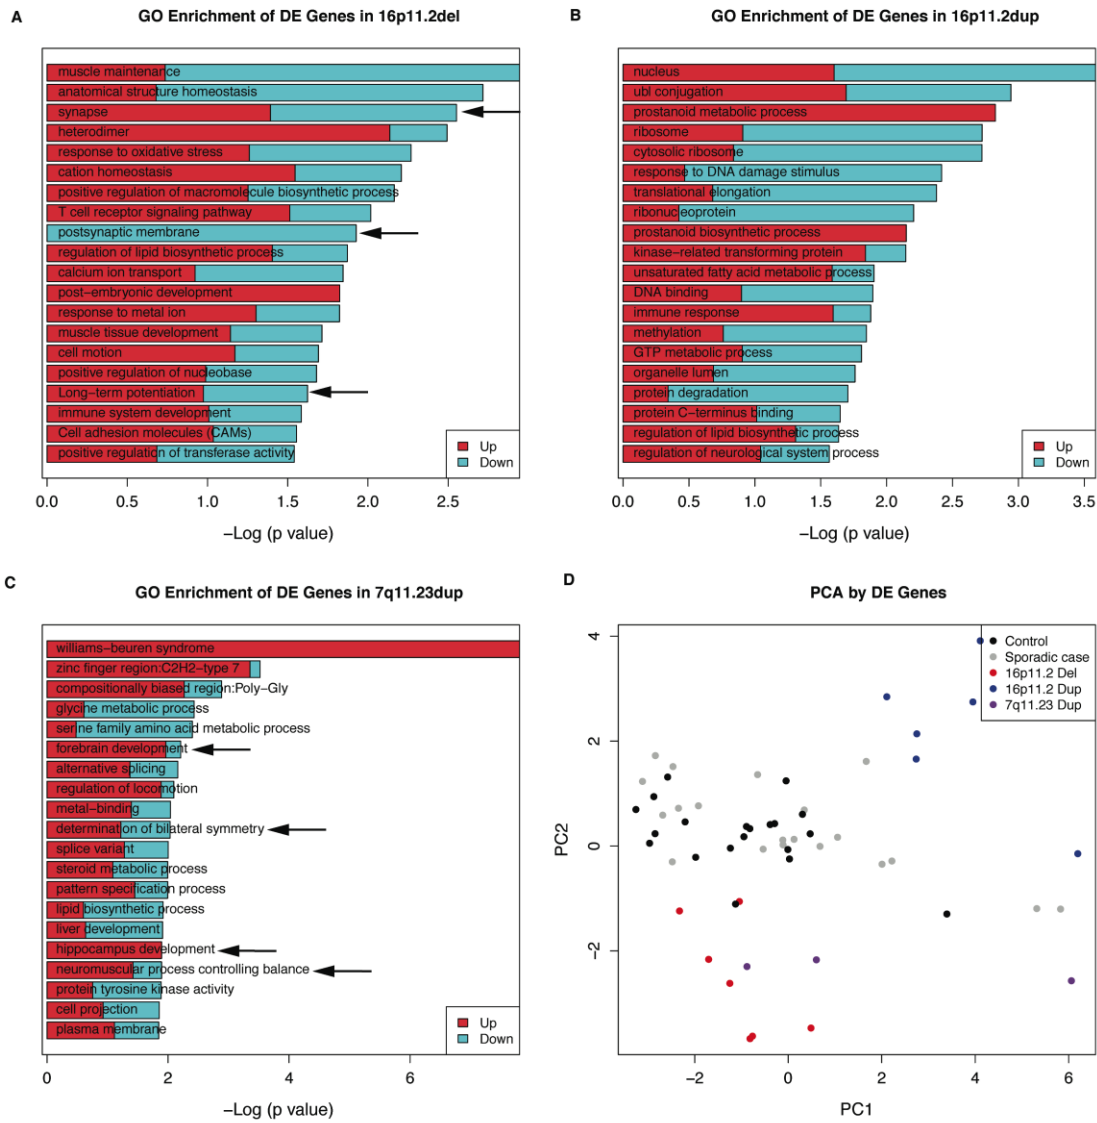 A
GO Enrichment of DE Genes in 16p11.2del
muscle maintenance
anatomical structure homeostasis
synapse
heterodimer
response to oxidative stress
cation homeostasis
positive regulation of macromolecule biosynthetic process
T cell receptor signaling pathway
postsynaptic membrane
regulation of lipid biosynthetic process
calcium ion transport
post−embryonic development
response to metal ion
muscle tissue development
cell motion
positive regulation of nucleobase
Long−term potentiation
immune system development
Cell adhesion molecules (CAMs)
positive regulation of transferase activity
Up
Down
0.0 0.5 1.0 1.5 2.0 2.5
−Log (p value)
B
GO Enrichment of DE Genes in 16p11.2dup
nucleus
ubl conjugation
prostanoid metabolic process
ribosome
cytosolic ribosome
response to DNA damage stimulus
translational elongation
ribonucleoprotein
prostanoid biosynthetic process
kinase−related transforming protein
unsaturated fatty acid metabolic process
DNA binding
immune response
methylation
GTP metabolic process
organelle lumen
protein degradation
protein C−terminus binding
regulation of lipid biosynthetic process
regulation of neurological system process
Up
Down
0.0 0.5 1.0 1.5 2.0 2.5 3.0 3.5
−Log (p value)
C
GO Enrichment of DE Genes in 7q11.23dup
williams−beuren syndrome
zinc finger region:C2H2−type 7
compositionally biased region:Poly−Gly
glycine metabolic process
serine family amino acid metabolic process
forebrain development
alternative splicing
regulation of locomotion
metal−binding
determination of bilateral symmetry
splice variant
steroid metabolic process
pattern specification process
lipid biosynthetic process
liver development
hippocampus development
neuromuscular process controlling balance
protein tyrosine kinase activity
cell projection
plasma membrane
Up
Down
0 2 4 6
−Log (p value)
D
PCA by DE Genes
Control
Sporadic case
16p11.2 Del
16p11.2 Dup
7q11.23 Dup
4
2
0
−2
PC2
−2 0 2 4 6
PC1